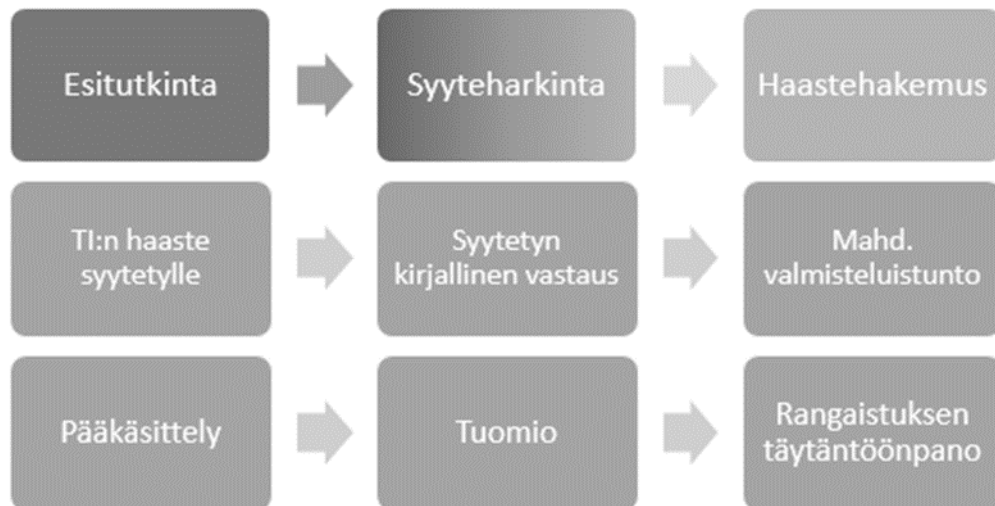 Esitutkinta
Syyteharkinta
Haastehakemus
TI:n haaste
syytetylle
Syytetyn
kirjallinen vastaus
Mahd.
valmisteluistunto
Pääkäsittely
Tuomio
Rangaistuksen
täytäntöönpano